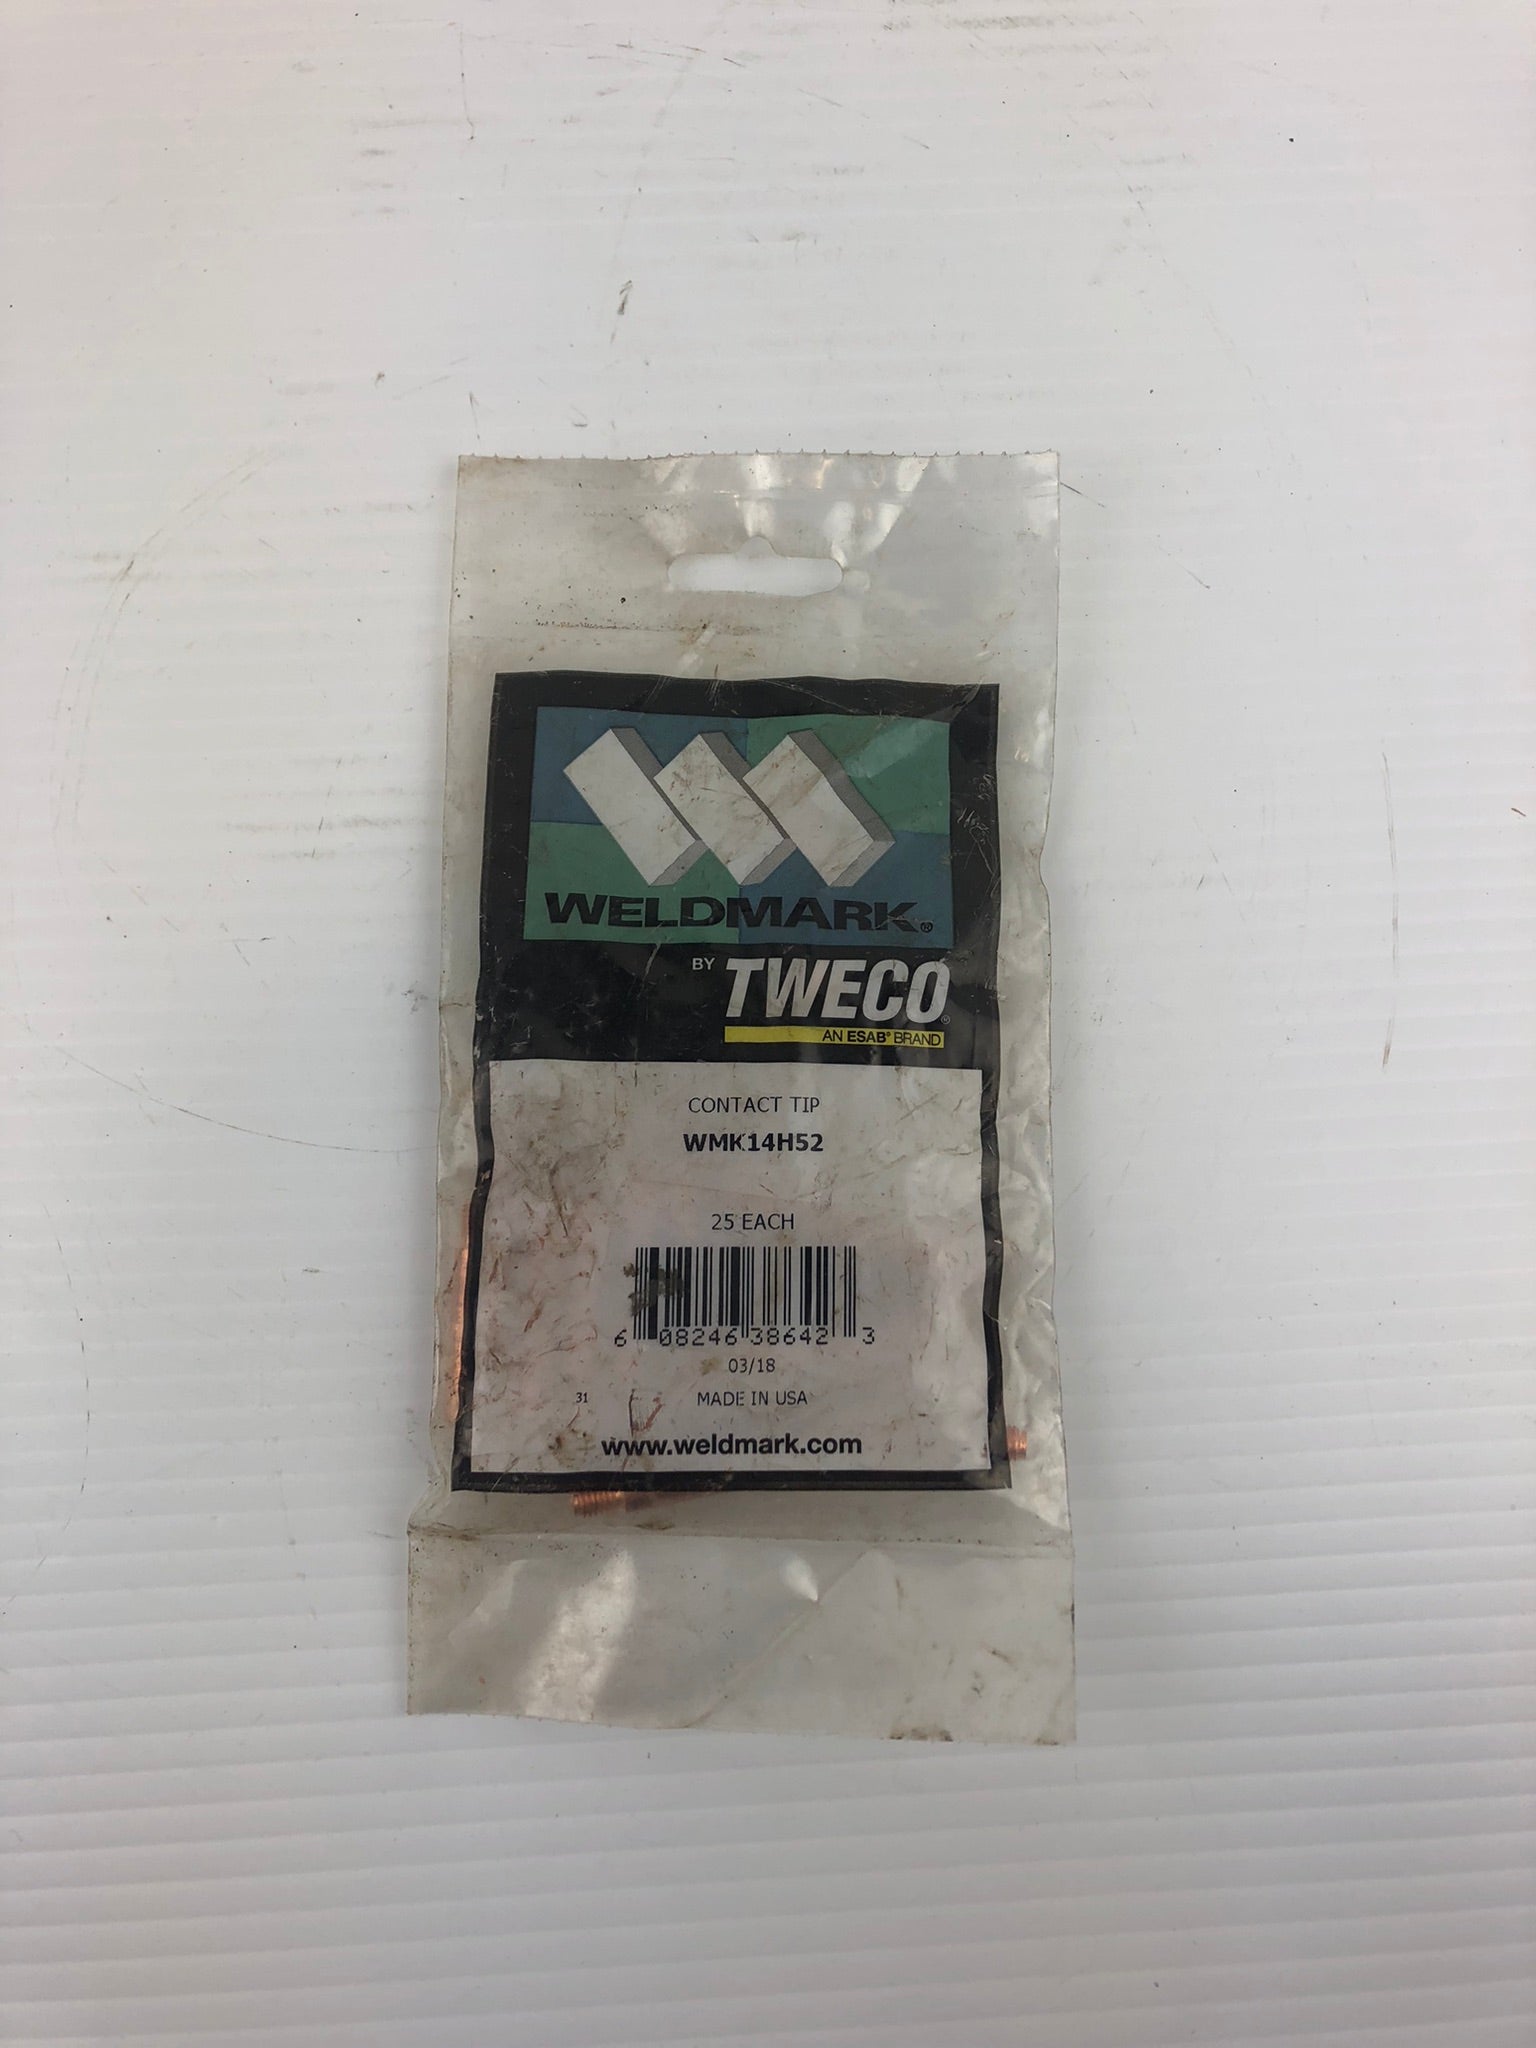 WELDMARK®
BY TWECO®
AN ESAB® BRAND
CONTACT TIP
WMK14H52
25 EACH
6 08246 38642 3
03/18
31 MADE IN USA
www.weldmark.com